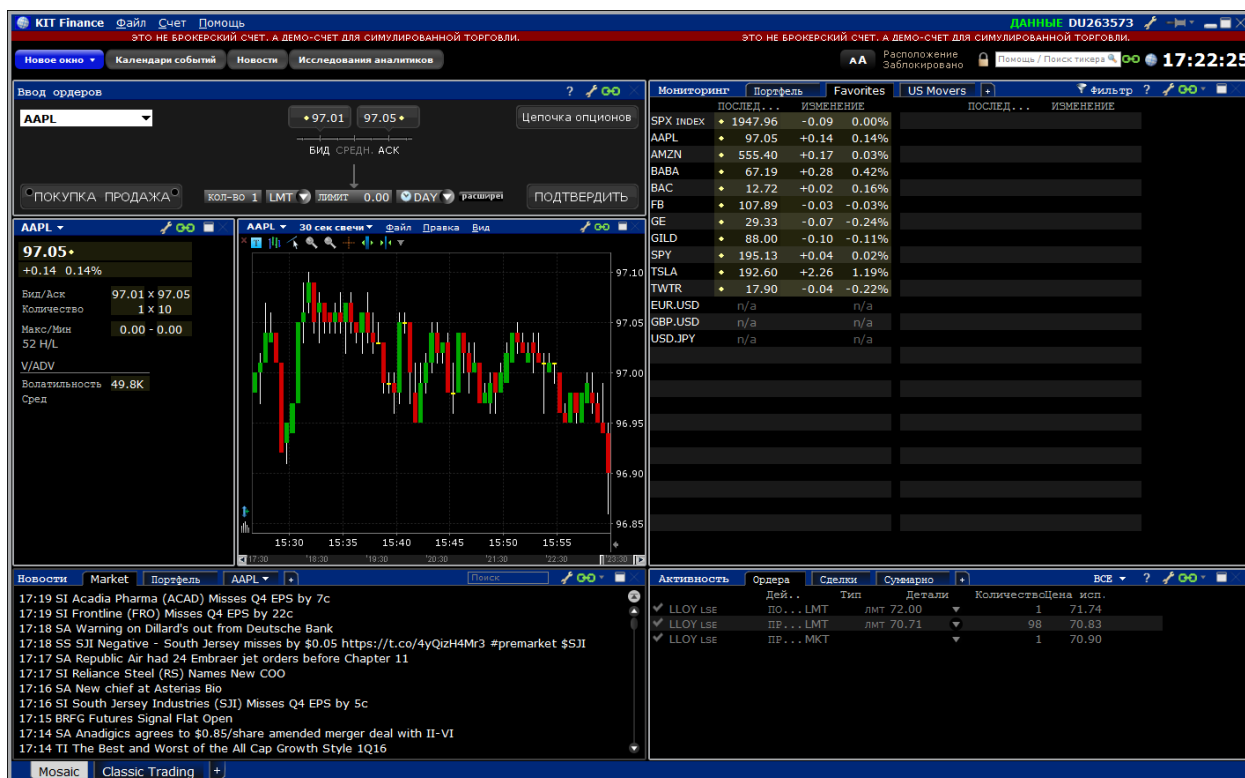 KIT Finance Файл Счет Помощь ДАННЫЕ DU263573
ЭТО НЕ БРОКЕРСКИЙ СЧЕТ, А ДЕМО-СЧЕТ ДЛЯ СИМУЛИРОВАННОЙ ТОРГОВЛИ. ЭТО НЕ БРОКЕРСКИЙ СЧЕТ, А ДЕМО-СЧЕТ ДЛЯ СИМУЛИРОВАННОЙ ТОРГОВЛИ.
Новое окно Календари событий Новости Исследования аналитиков AA Расположение Заблокировано Помощь / Поиск тикера 17:22:25
Ввод ордеров ?
AAPL 97.01 97.05 Цепочка опционов
БИД СРЕДН. АСК
ПОКУПКА ПРОДАЖА КОЛ-ВО 1 LMT ЛИМИТ 0.00 DAY расширен ПОДТВЕРДИТЬ
AAPL
97.05
+0.14 0.14%
Бид/Аск 97.01 x 97.05
Количество 1 x 10
Макс/Мин 0.00 - 0.00
52 H/L
V/ADV
Волатильность 49.8K
Сред
AAPL 30 сек свечи Файл Правка Вид
97.10
97.05
97.00
96.95
96.90
96.85
15:30 15:35 15:40 15:45 15:50 15:55
17:30 '18:30 '19:30 '20:30 '21:30 '22:30 '23:30
Мониторинг Портфель Favorites US Movers + Фильтр ?
ПОСЛЕД... ИЗМЕНЕНИЕ ПОСЛЕД... ИЗМЕНЕНИЕ
SPX INDEX 1947.96 -0.09 0.00%
AAPL 97.05 +0.14 0.14%
AMZN 555.40 +0.17 0.03%
BABA 67.19 +0.28 0.42%
BAC 12.72 +0.02 0.16%
FB 107.89 -0.03 -0.03%
GE 29.33 -0.07 -0.24%
GILD 88.00 -0.10 -0.11%
SPY 195.13 +0.04 0.02%
TSLA 192.60 +2.26 1.19%
TWTR 17.90 -0.04 -0.22%
EUR.USD n/a n/a
GBP.USD n/a n/a
USD.JPY n/a n/a
Новости Market Портфель AAPL + Поиск
17:19 SI Acadia Pharma (ACAD) Misses Q4 EPS by 7c
17:19 SI Frontline (FRO) Misses Q4 EPS by 22c
17:18 SA Warning on Dillard's out from Deutsche Bank
17:18 SS SJI Negative - South Jersey misses by $0.05 https://t.co/4yQizH4Mr3 #premarket $SJI
17:17 SA Republic Air had 24 Embraer jet orders before Chapter 11
17:17 SI Reliance Steel (RS) Names New COO
17:16 SA New chief at Asterias Bio
17:16 SI South Jersey Industries (SJI) Misses Q4 EPS by 5c
17:15 BRFG Futures Signal Flat Open
17:14 SA Anadigics agrees to $0.85/share amended merger deal with II-VI
17:14 TI The Best and Worst of the All Cap Growth Style 1Q16
Активность Ордера Сделки Суммарно + ВСЕ ?
Дей.. Тип Детали Количество Цена исп.
LLOY LSE ПО... LMT ЛМТ 72.00 1 71.74
LLOY LSE ПР... LMT ЛМТ 70.71 98 70.83
LLOY LSE ПР... MKT 1 70.90
Mosaic Classic Trading +